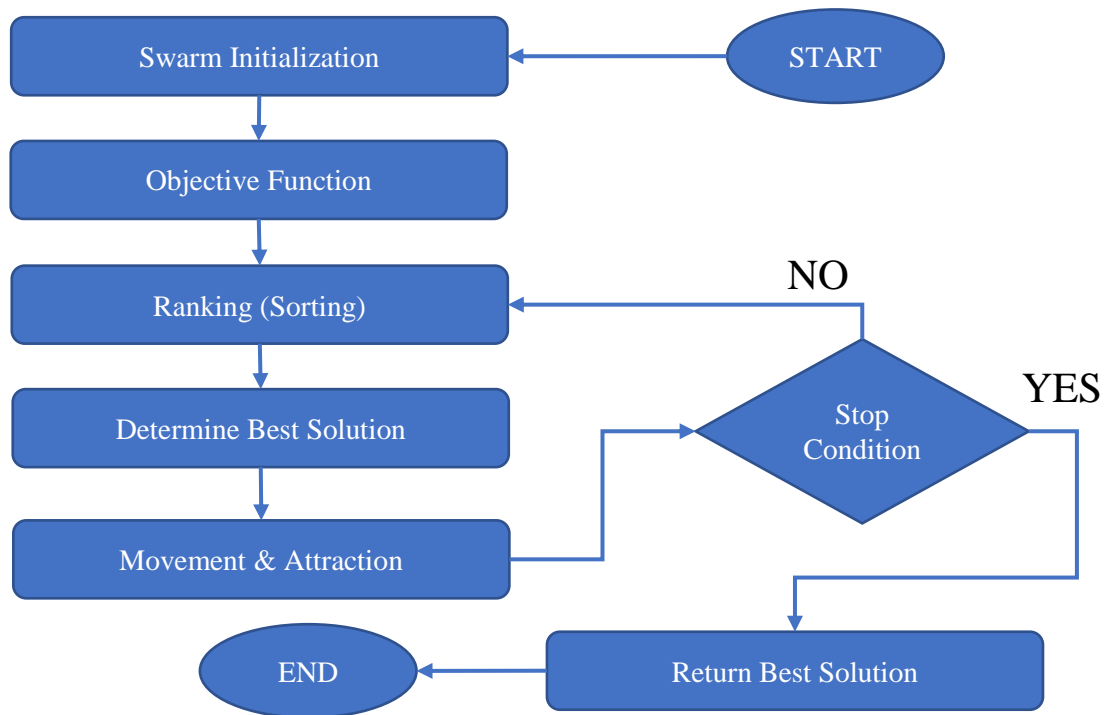 START
Swarm Initialization
Objective Function
Ranking (Sorting)
NO
Determine Best Solution
YES
Stop
Condition
Movement & Attraction
Return Best Solution
END